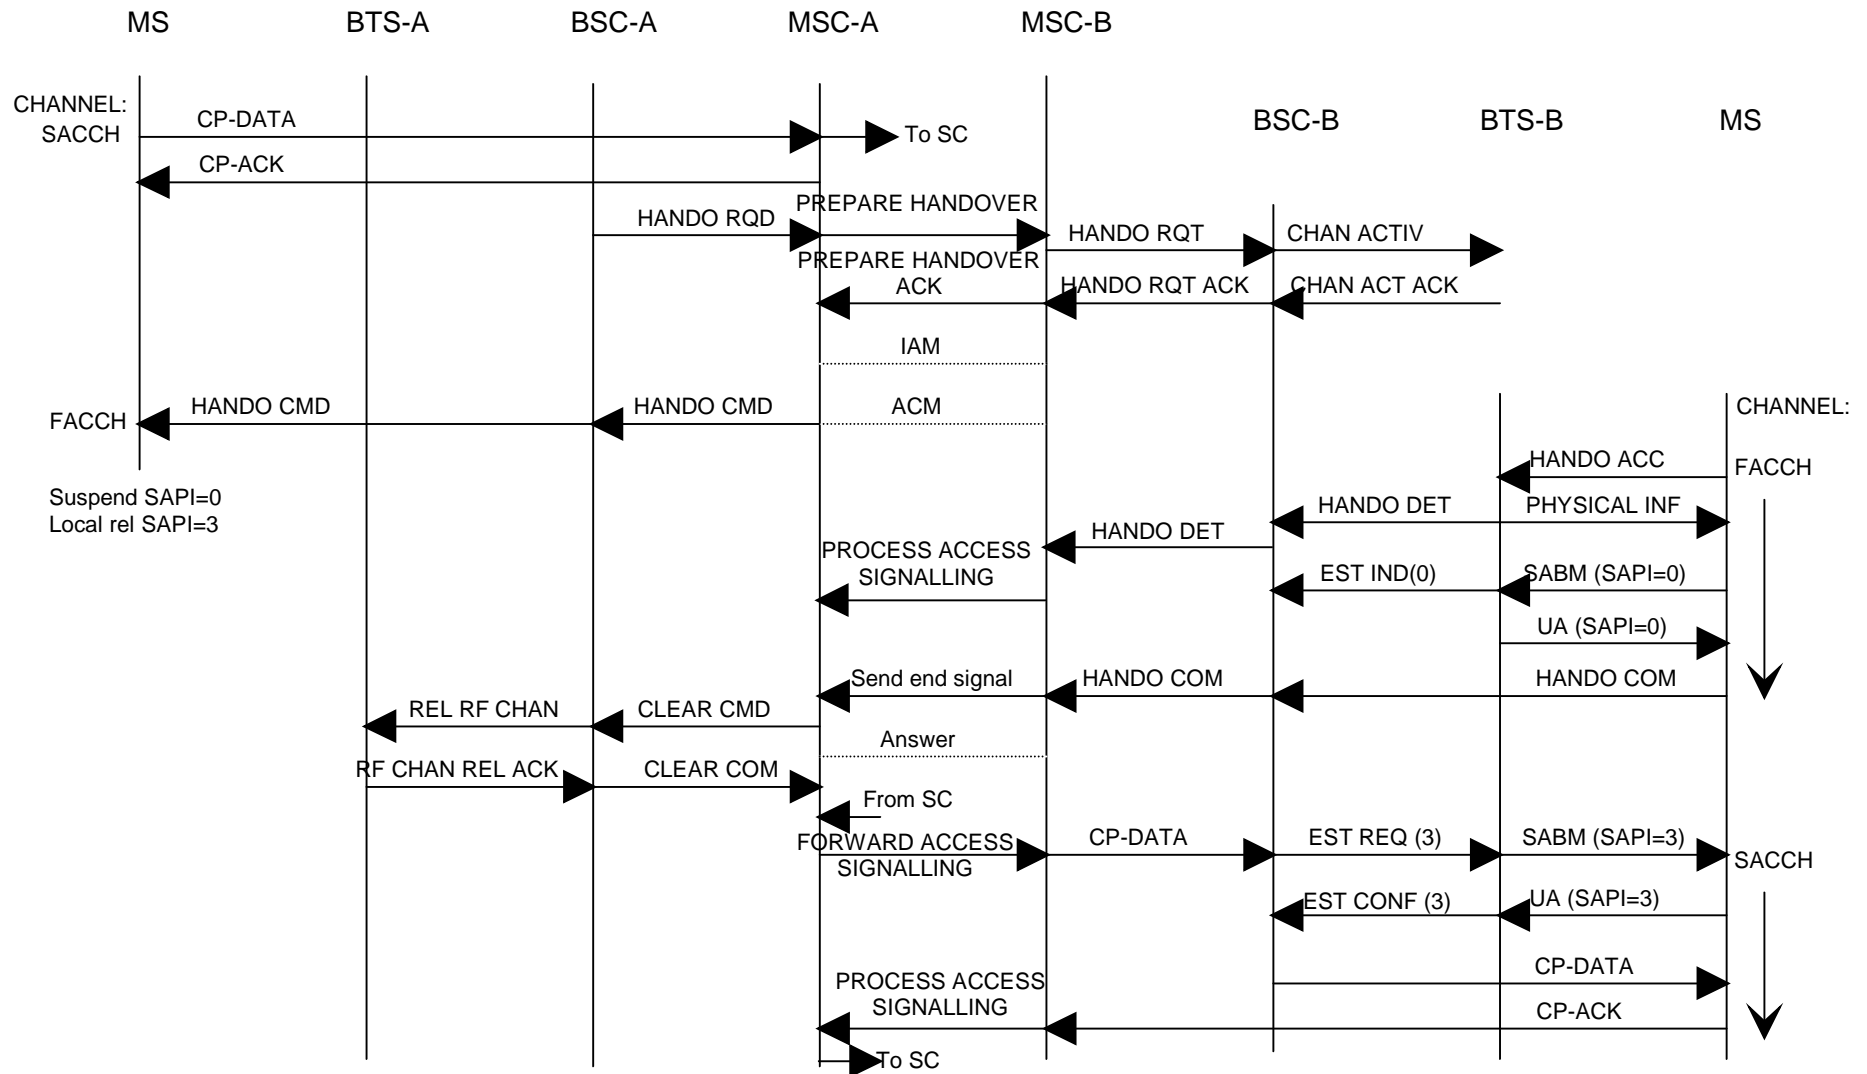 MS BTS-A BSC-A MSC-A MSC-B
CHANNEL:
SACCH CP-DATA To SC
BSC-B BTS-B MS
CP-ACK
PREPARE HANDOVER
HANDO RQD
HANDO RQT CHAN ACTIV
PREPARE HANDOVER
ACK HANDO RQT ACK CHAN ACT ACK
IAM
FACCH HANDO CMD HANDO CMD ACM
CHANNEL:
HANDO ACC FACCH
Suspend SAPI=0
Local rel SAPI=3
HANDO DET PHYSICAL INF
HANDO DET
PROCESS ACCESS
SIGNALLING
EST IND(0) SABM (SAPI=0)
UA (SAPI=0)
Send end signal HANDO COM HANDO COM
REL RF CHAN CLEAR CMD
Answer
RF CHAN REL ACK CLEAR COM
From SC
FORWARD ACCESS
SIGNALLING
CP-DATA EST REQ (3) SABM (SAPI=3)
SACCH
EST CONF (3) UA (SAPI=3)
CP-DATA
PROCESS ACCESS
SIGNALLING
CP-ACK
To SC